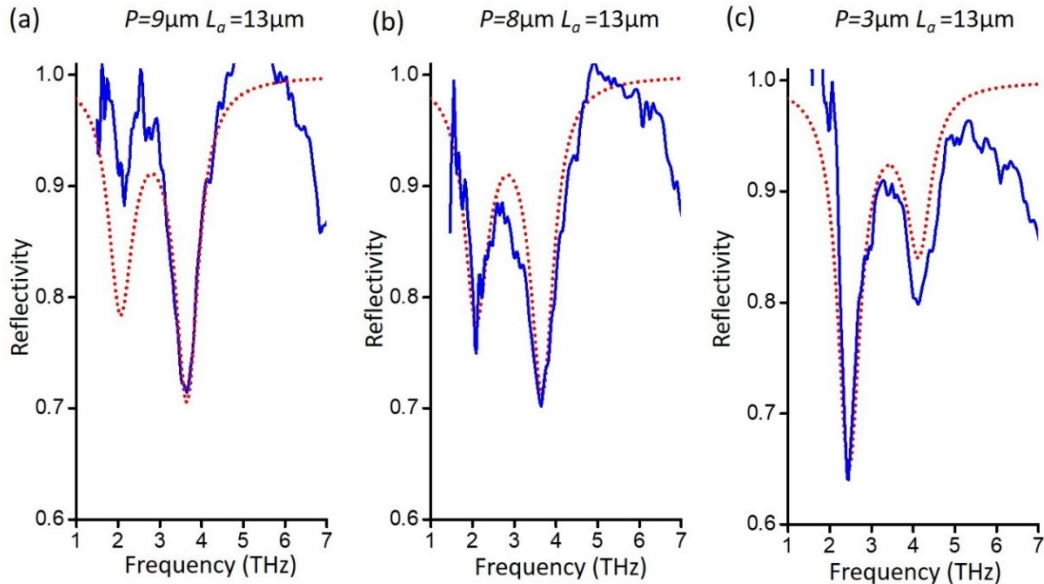 (a) P=9μm Lₐ=13μm
1.0
0.9
0.8
0.7
0.6
Reflectivity
1 2 3 4 5 6 7
Frequency (THz)
(b) P=8μm Lₐ=13μm
1.0
0.9
0.8
0.7
0.6
Reflectivity
1 2 3 4 5 6 7
Frequency (THz)
(c) P=3μm Lₐ=13μm
1.0
0.9
0.8
0.7
0.6
Reflectivity
1 2 3 4 5 6 7
Frequency (THz)